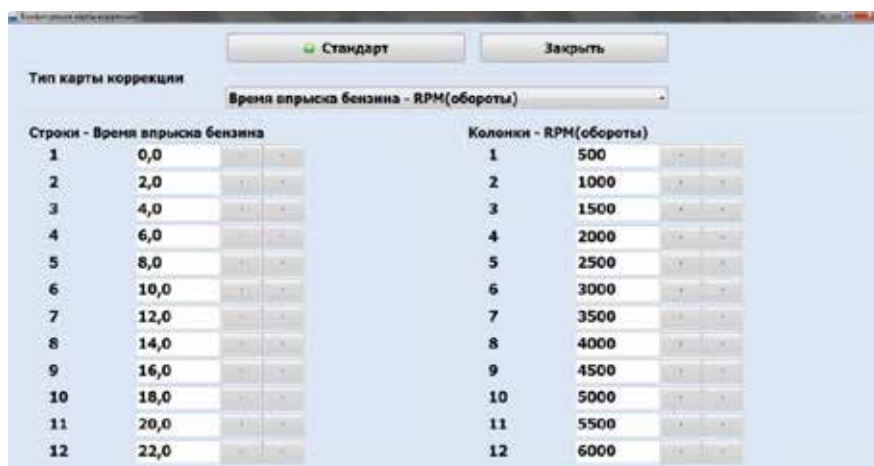 Конфигурация карты коррекции
Стандарт Закрыть
Тип карты коррекции
Время впрыска бензина - RPM(обороты)
Строки - Время впрыска бензина Колонки - RPM(обороты)
1 0,0 1 500
2 2,0 2 1000
3 4,0 3 1500
4 6,0 4 2000
5 8,0 5 2500
6 10,0 6 3000
7 12,0 7 3500
8 14,0 8 4000
9 16,0 9 4500
10 18,0 10 5000
11 20,0 11 5500
12 22,0 12 6000